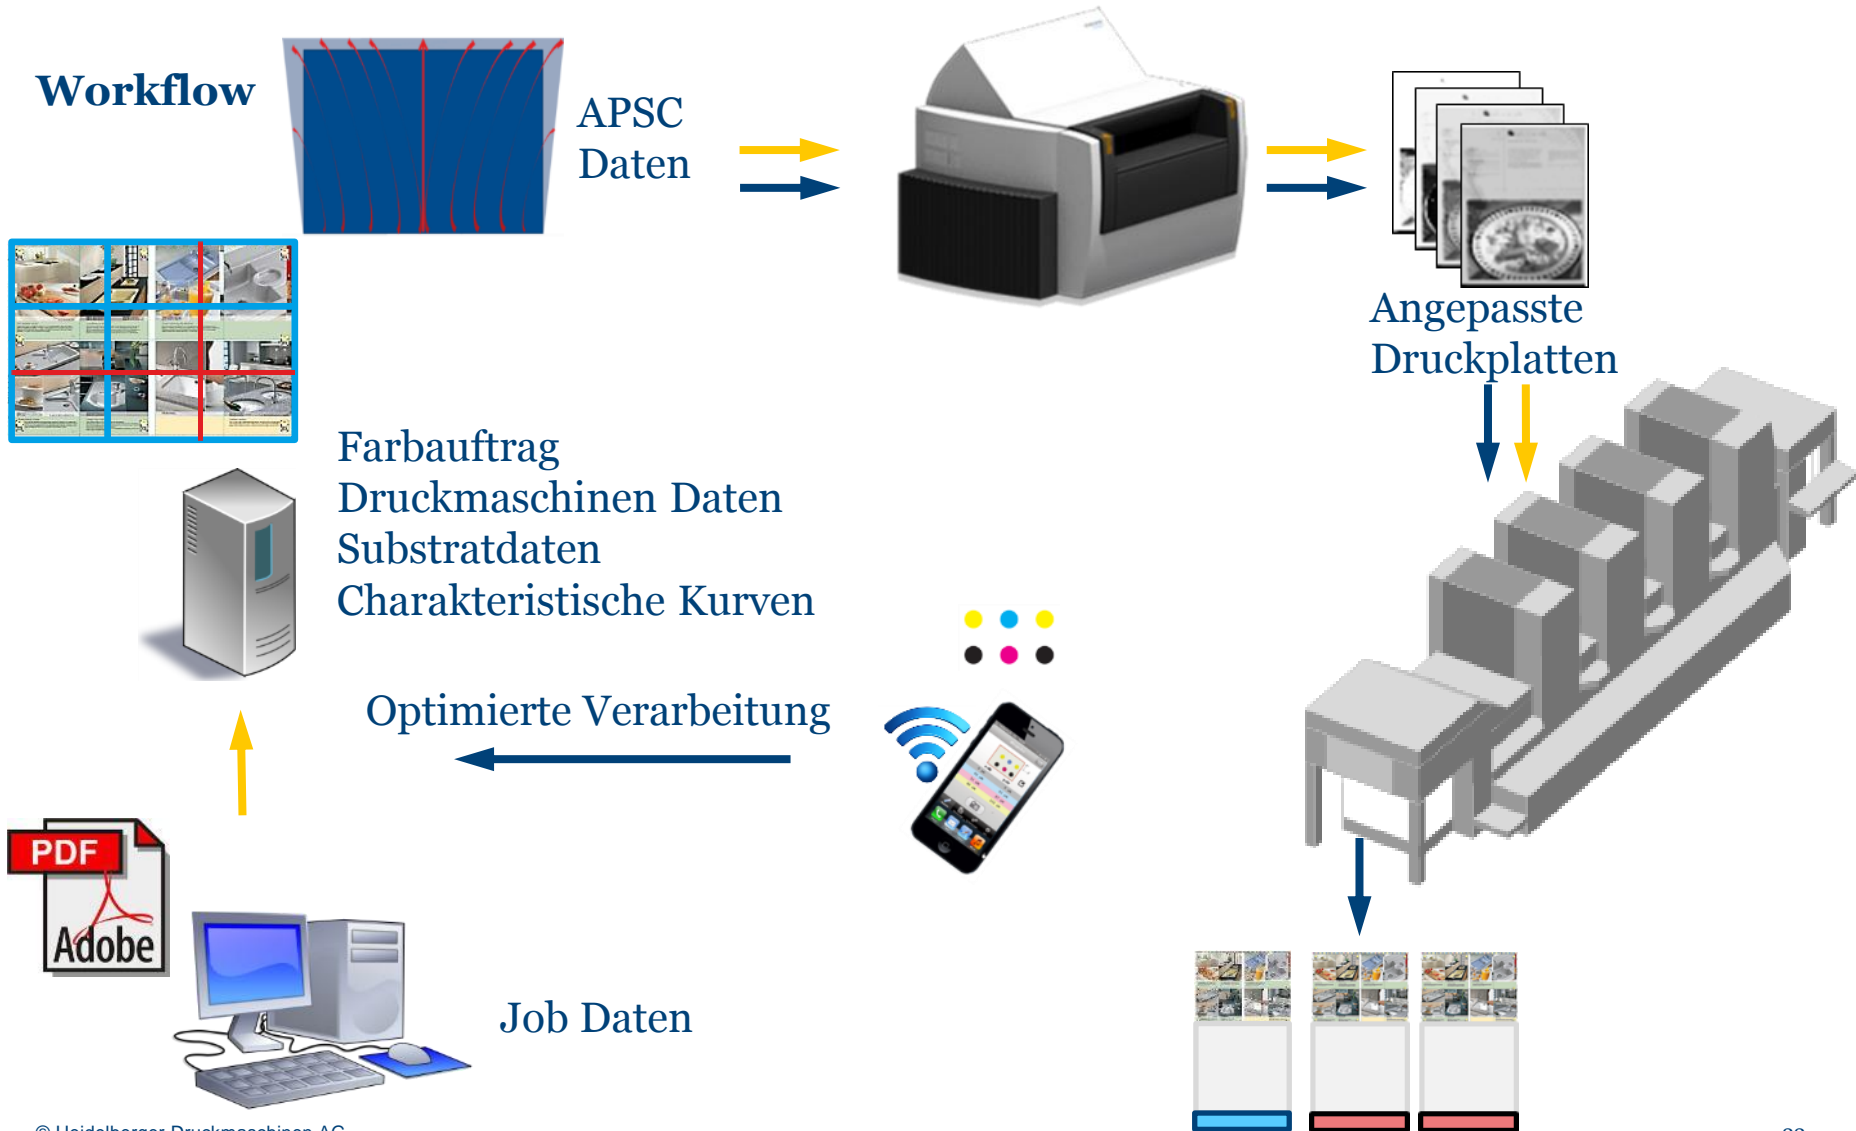 Workflow
APSC
Daten
Angepasste
Druckplatten
Farbauftrag
Druckmaschinen Daten
Substratdaten
Charakteristische Kurven
Optimierte Verarbeitung
PDF
Adobe
Job Daten
© Heidelberger Druckmaschinen AG